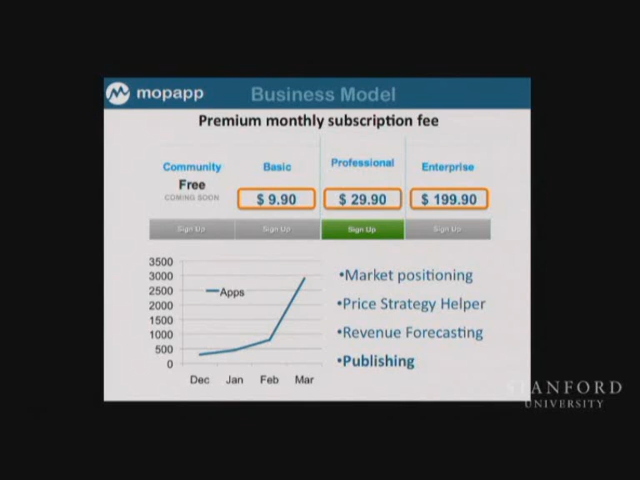 mopapp
Business Model
Premium monthly subscription fee
Community
Basic
Professional
Enterprise
Free
COMING SOON
$ 9.90
$ 29.90
$ 199.90
Sign Up
Sign Up
Sign Up
Sign Up
3500
3000
2500
2000
1500
1000
500
0
Apps
Dec Jan Feb Mar
•Market positioning
•Price Strategy Helper
•Revenue Forecasting
•Publishing
STANFORD
UNIVERSITY